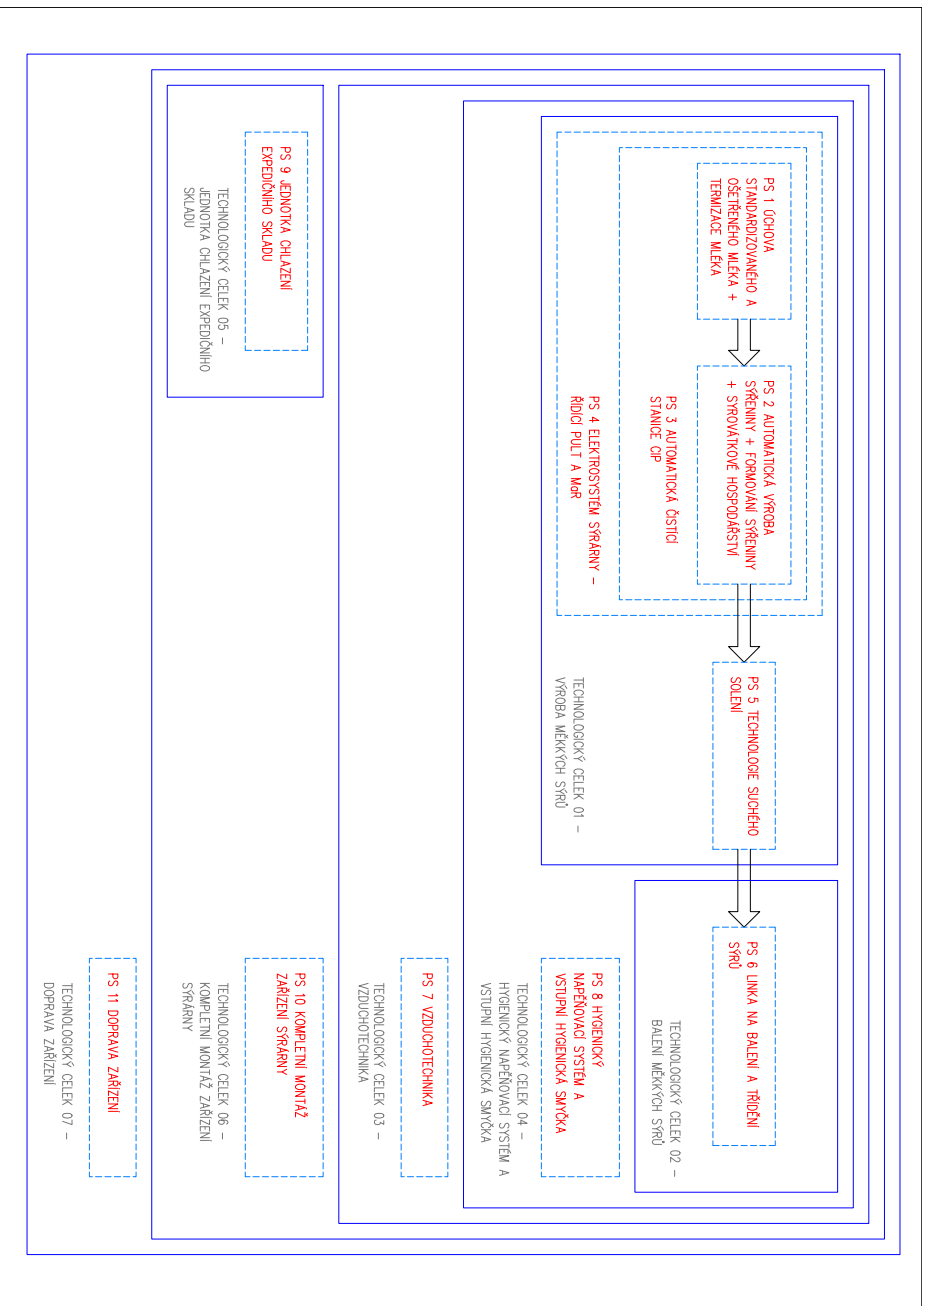 PS 1 ÚCHOVA
STANDARDIZOVANÉHO A
OŠETŘENÉHO MLÉKA +
TERMIZACE MLÉKA
PS 2 AUTOMATICKÁ VÝROBA
SÝŘENINY + FORMOVÁNÍ SÝŘENINY
+ SYROVÁTKOVÉ HOSPODÁŘSTVÍ
PS 3 AUTOMATICKÁ ČISTÍCÍ
STANICE CIP
PS 4 ELEKTROSYSTÉM SÝRÁRNY –
ŘÍDÍCÍ PULT A MaR
PS 5 TECHNOLOGIE SUCHÉHO
SOLENÍ
TECHNOLOGICKÝ CELEK 01 –
VÝROBA MĚKKÝCH SÝRŮ
PS 6 LINKA NA BALENÍ A TŘÍDĚNÍ
SÝRŮ
TECHNOLOGICKÝ CELEK 02 –
BALENÍ MĚKKÝCH SÝRŮ
PS 8 HYGIENICKÝ
NAPĚŇOVACÍ SYSTÉM A
VSTUPNÍ HYGIENICKÁ SMYČKA
TECHNOLOGICKÝ CELEK 04 –
HYGIENICKÝ NAPĚŇOVACÍ SYSTÉM A
VSTUPNÍ HYGIENICKÁ SMYČKA
PS 7 VZDUCHOTECHNIKA
TECHNOLOGICKÝ CELEK 03 –
VZDUCHOTECHNIKA
PS 9 JEDNOTKA CHLAZENÍ
EXPEDIČNÍHO SKLADU
TECHNOLOGICKÝ CELEK 05 –
JEDNOTKA CHLAZENÍ EXPEDIČNÍHO
SKLADU
PS 10 KOMPLETNÍ MONTÁŽ
ZAŘÍZENÍ SÝRÁRNY
TECHNOLOGICKÝ CELEK 06 –
KOMPLETNÍ MONTÁŽ ZAŘÍZENÍ
SÝRÁRNY
PS 11 DOPRAVA ZAŘÍZENÍ
TECHNOLOGICKÝ CELEK 07 –
DOPRAVA ZAŘÍZENÍ